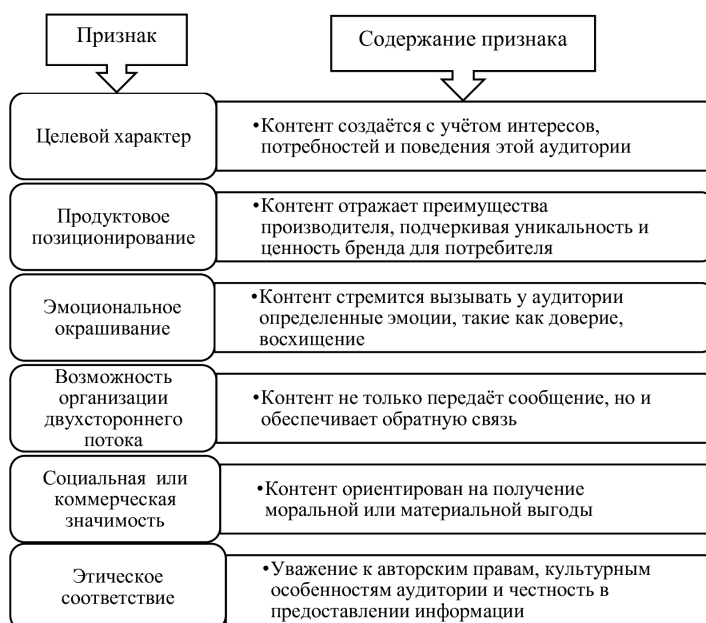 Признак
Содержание признака
Целевой характер
•Контент создаётся с учётом интересов,
потребностей и поведения этой аудитории
Продуктовое
позиционирование
•Контент отражает преимущества
производителя, подчеркивая уникальность и
ценность бренда для потребителя
Эмоциональное
окрашивание
•Контент стремится вызывать у аудитории
определенные эмоции, такие как доверие,
восхищение
Возможность
организации
двухстороннего
потока
•Контент не только передаёт сообщение, но и
обеспечивает обратную связь
Социальная или
коммерческая
значимость
•Контент ориентирован на получение
моральной или материальной выгоды
Этическое
соответствие
•Уважение к авторским правам, культурным
особенностям аудитории и честность в
предоставлении информации